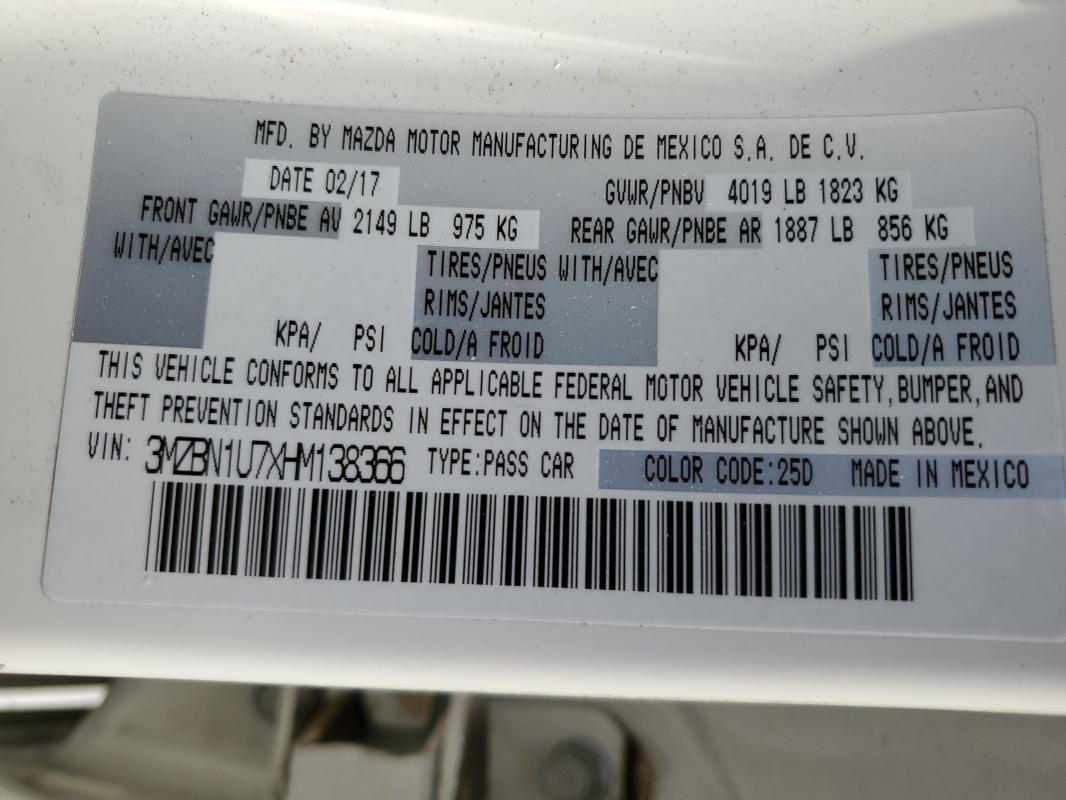 MFD. BY MAZDA MOTOR MANUFACTURING DE MEXICO S.A. DE C.V.
DATE 02/17 GVWR/PNBV 4019 LB 1823 KG
FRONT GAWR/PNBE AV 2149 LB 975 KG REAR GAWR/PNBE AR 1887 LB 856 KG
WITH/AVEC TIRES/PNEUS WITH/AVEC TIRES/PNEUS
RIMS/JANTES RIMS/JANTES
KPA/ PSI COLD/A FROID KPA/ PSI COLD/A FROID
THIS VEHICLE CONFORMS TO ALL APPLICABLE FEDERAL MOTOR VEHICLE SAFETY, BUMPER, AND
THEFT PREVENTION STANDARDS IN EFFECT ON THE DATE OF MANUFACTURE SHOWN ABOVE.
VIN: 3MZBN1U7XHM138366 TYPE:PASS CAR COLOR CODE:25D MADE IN MEXICO